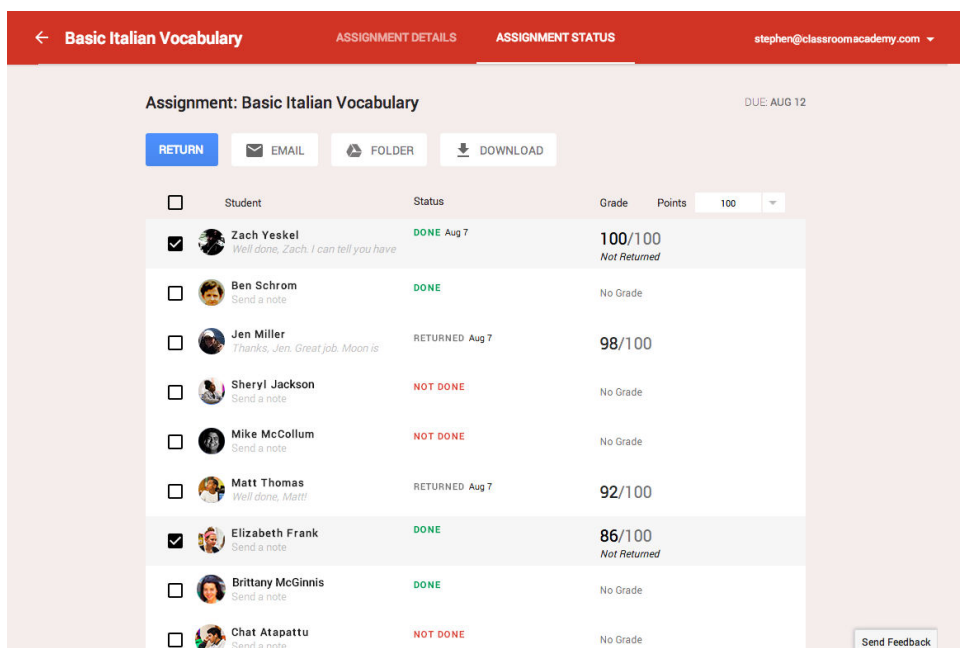 Basic Italian Vocabulary ASSIGNMENT DETAILS ASSIGNMENT STATUS stephen@classroomacademy.com
Assignment: Basic Italian Vocabulary DUE: AUG 12
RETURN EMAIL FOLDER DOWNLOAD
Student Status Grade Points 100
Zach Yeskel DONE Aug 7 100/100
Well done, Zach. I can tell you have Not Returned
Ben Schrom DONE No Grade
Send a note
Jen Miller RETURNED Aug 7 98/100
Thanks, Jen. Great job. Moon is
Sheryl Jackson NOT DONE No Grade
Send a note
Mike McCollum NOT DONE No Grade
Send a note
Matt Thomas RETURNED Aug 7 92/100
Well done, Matt!
Elizabeth Frank DONE 86/100
Send a note Not Returned
Brittany McGinnis DONE No Grade
Send a note
Chat Atapattu NOT DONE No Grade
Send a note Send Feedback